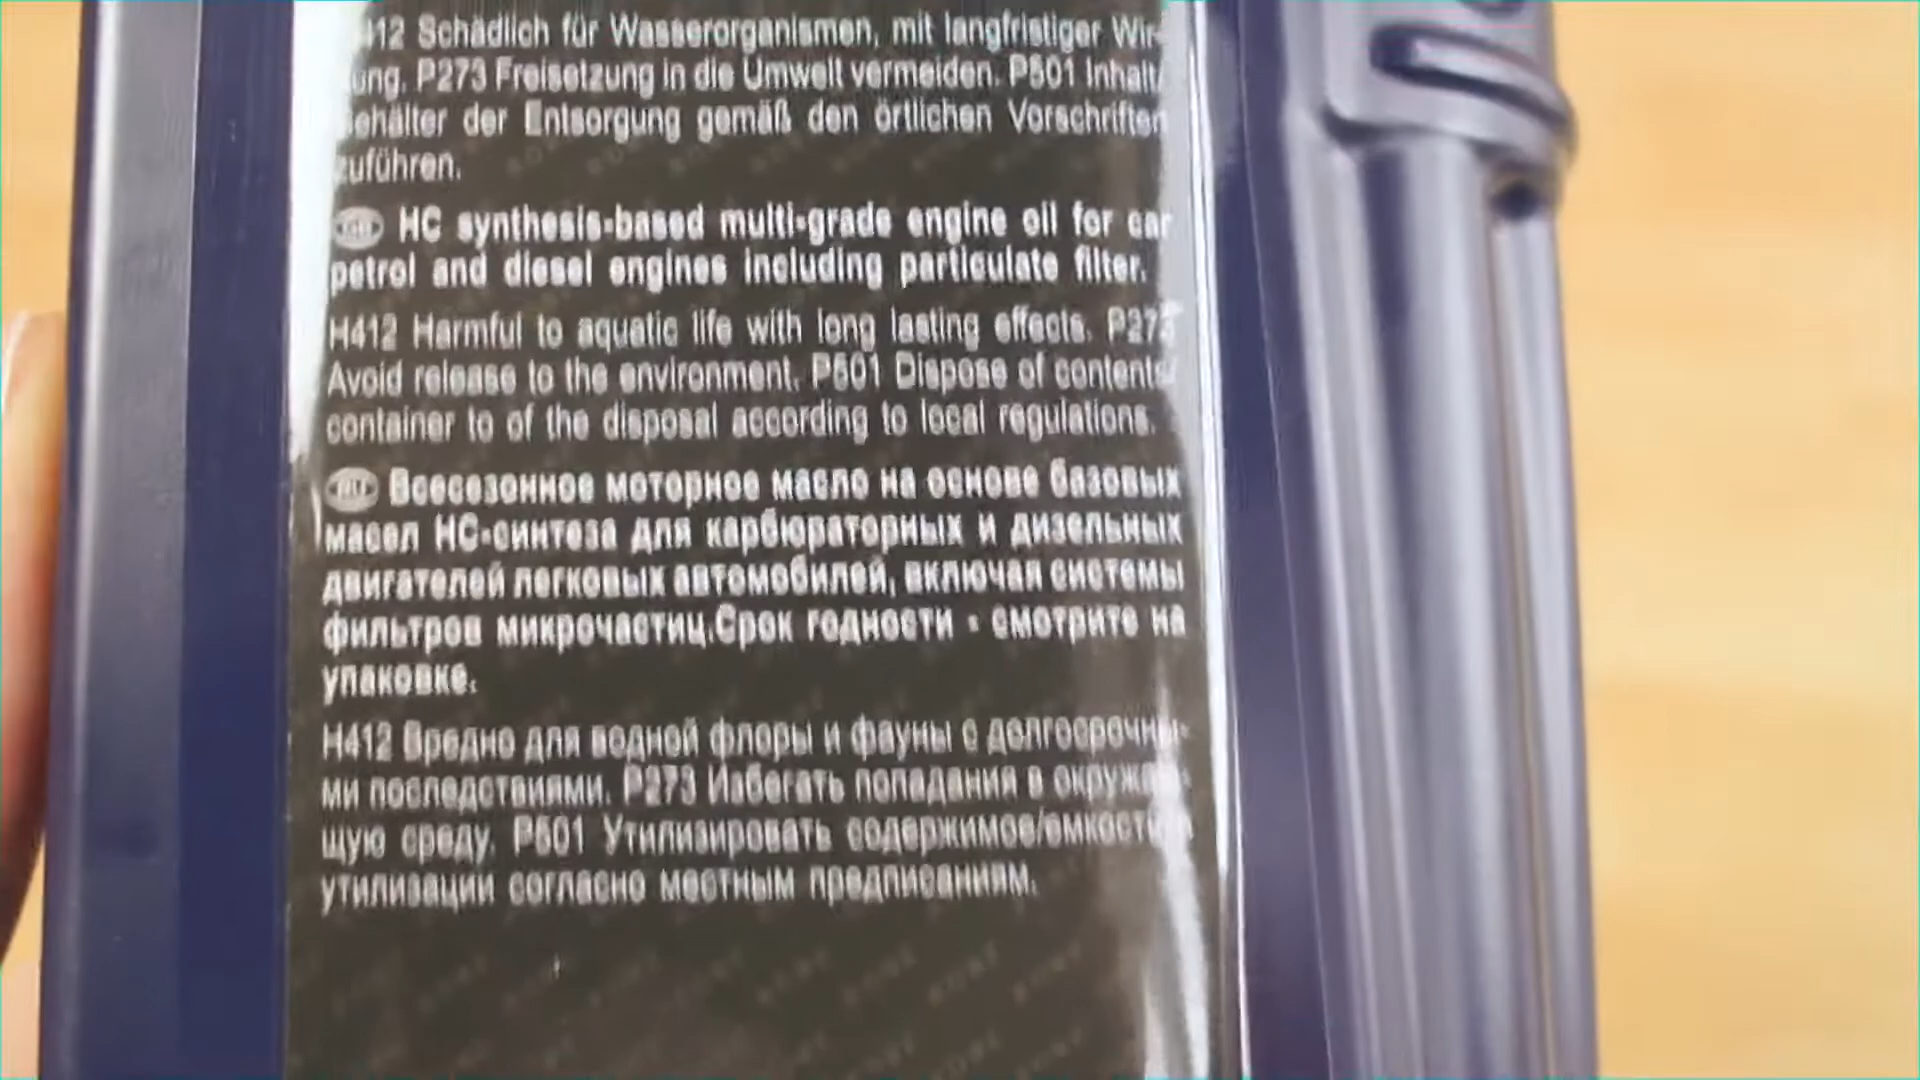 H412 Schädlich für Wasserorganismen, mit langfristiger Wir-
kung. P273 Freisetzung in die Umwelt vermeiden. P501 Inhalt/
Behälter der Entsorgung gemäß den örtlichen Vorschriften
zuführen.
GB HC synthesis-based multi-grade engine oil for car
petrol and diesel engines including particulate filter.
H412 Harmful to aquatic life with long lasting effects. P273
Avoid release to the environment. P501 Dispose of contents/
container to of the disposal according to local regulations.
RU Всесезонное моторное масло на основе базовых
масел НС-синтеза для карбюраторных и дизельных
двигателей легковых автомобилей, включая системы
фильтров микрочастиц.Срок годности - смотрите на
упаковке.
H412 Вредно для водной флоры и фауны с долгосрочны-
ми последствиями. P273 Избегать попадания в окружа-
щую среду. P501 Утилизировать содержимое/емкость
утилизации согласно местным предписаниям.